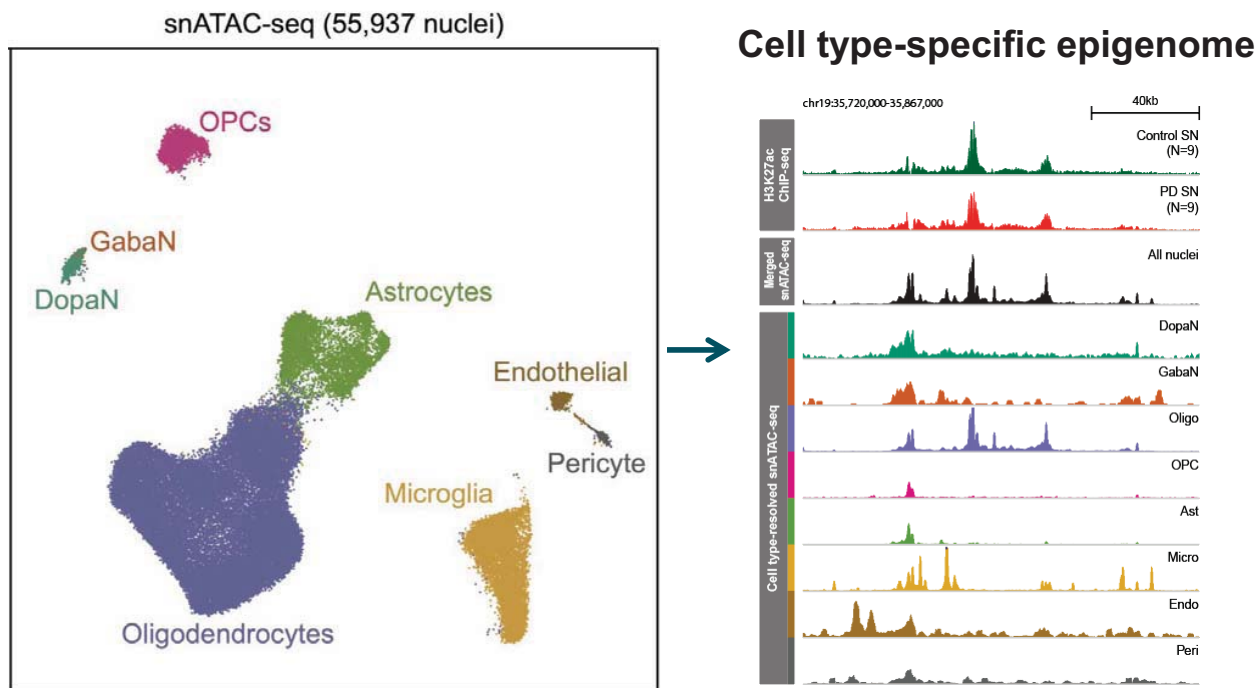 snATAC-seq (55,937 nuclei)
OPCs
GabaN
DopaN
Astrocytes
Endothelial
Pericyte
Microglia
Oligodendrocytes
Cell type-specific epigenome
chr19:35,720,000-35,867,000
40kb
H3K27ac
ChIP-seq
Control SN
(N=9)
PD SN
(N=9)
Merged
snATAC-seq
All nuclei
Cell type-resolved snATAC-seq
DopaN
GabaN
Oligo
OPC
Ast
Micro
Endo
Peri